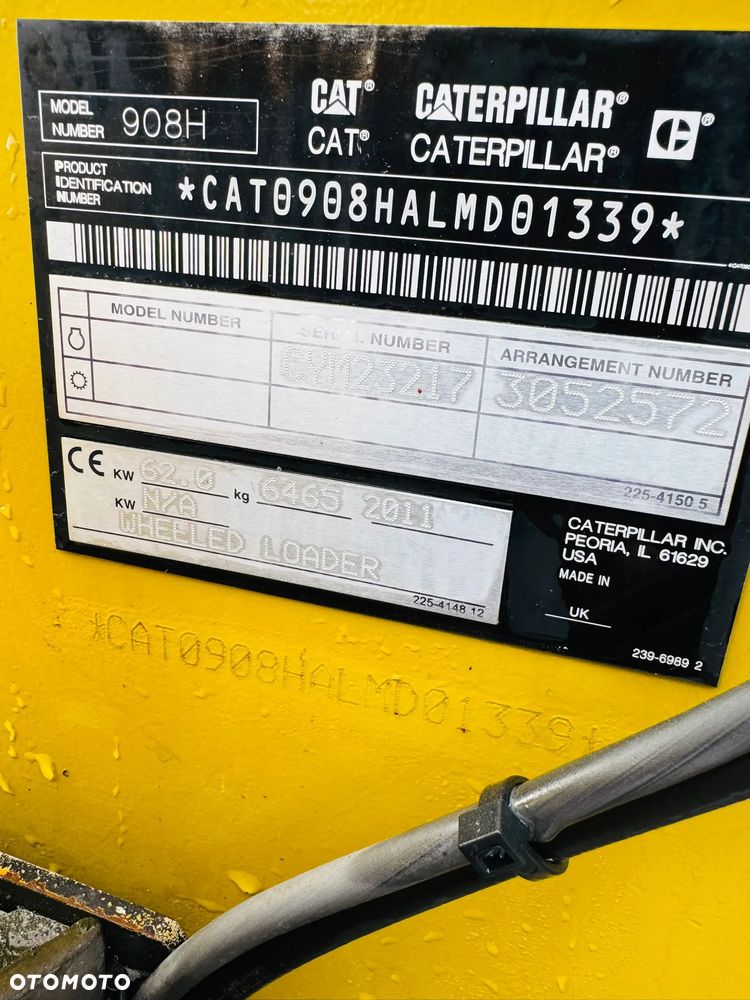 MODEL NUMBER 908H
CAT® CATERPILLAR®
CAT® CATERPILLAR®
PRODUCT IDENTIFICATION NUMBER *CAT0908HALMD01339*
MODEL NUMBER SERIAL NUMBER ARRANGEMENT NUMBER
CYM23217 3052572
225-4150 5
CE KW 62.0 kg 6465 2011
KW N/A
WHEELED LOADER
225-4148 12
CATERPILLAR INC.
PEORIA, IL 61629
USA
MADE IN
UK
239-6989 2
*CAT0908HALMD01339*
OTOMOTO